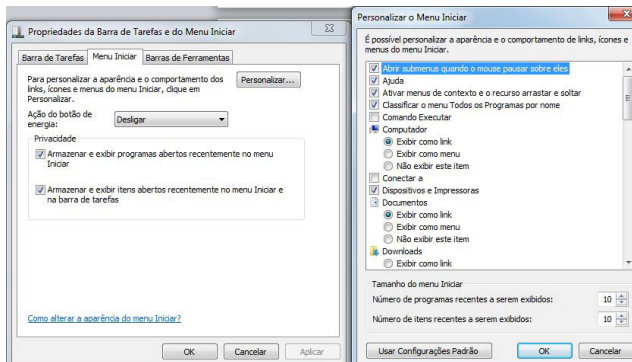 Propriedades da Barra de Tarefas e do Menu Iniciar
Barra de Tarefas
Menu Iniciar
Barras de Ferramentas
Para personalizar a aparência e o comportamento dos
links, ícones e menus do menu Iniciar, clique em
Personalizar.
Personalizar...
Ação do botão de
energia:
Desligar
Privacidade
Armazenar e exibir programas abertos recentemente no menu
Iniciar
Armazenar e exibir itens abertos recentemente no menu Iniciar e
na barra de tarefas
Como alterar a aparência do menu Iniciar?
OK
Cancelar
Aplicar
Personalizar o Menu Iniciar
É possível personalizar a aparência e o comportamento de links, ícones e
menus do menu Iniciar.
Abrir submenus quando o mouse pausar sobre eles
Ajuda
Ativar menus de contexto e o recurso arrastar e soltar
Classificar o menu Todos os Programas por nome
Comando Executar
Computador
Exibir como link
Exibir como menu
Não exibir este item
Conectar a
Dispositivos e Impressoras
Documentos
Exibir como link
Exibir como menu
Não exibir este item
Downloads
Exibir como link
Tamanho do menu Iniciar
Número de programas recentes a serem exibidos:
10
Número de itens recentes a serem exibidos:
10
Usar Configurações Padrão
OK
Cancelar